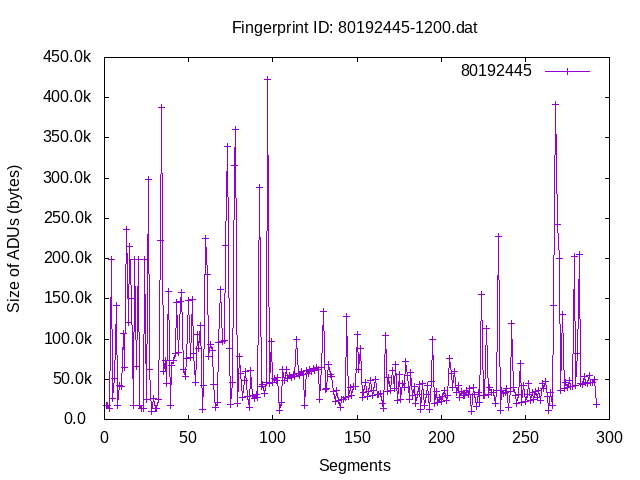 Fingerprint ID: 80192445-1200.dat
450.0k
80192445
400.0k
350.0k
300.0k
250.0k
200.0k
150.0k
100.0k
50.0k
0.0
Size of ADUs (bytes)
0 50 100 150 200 250 300
Segments